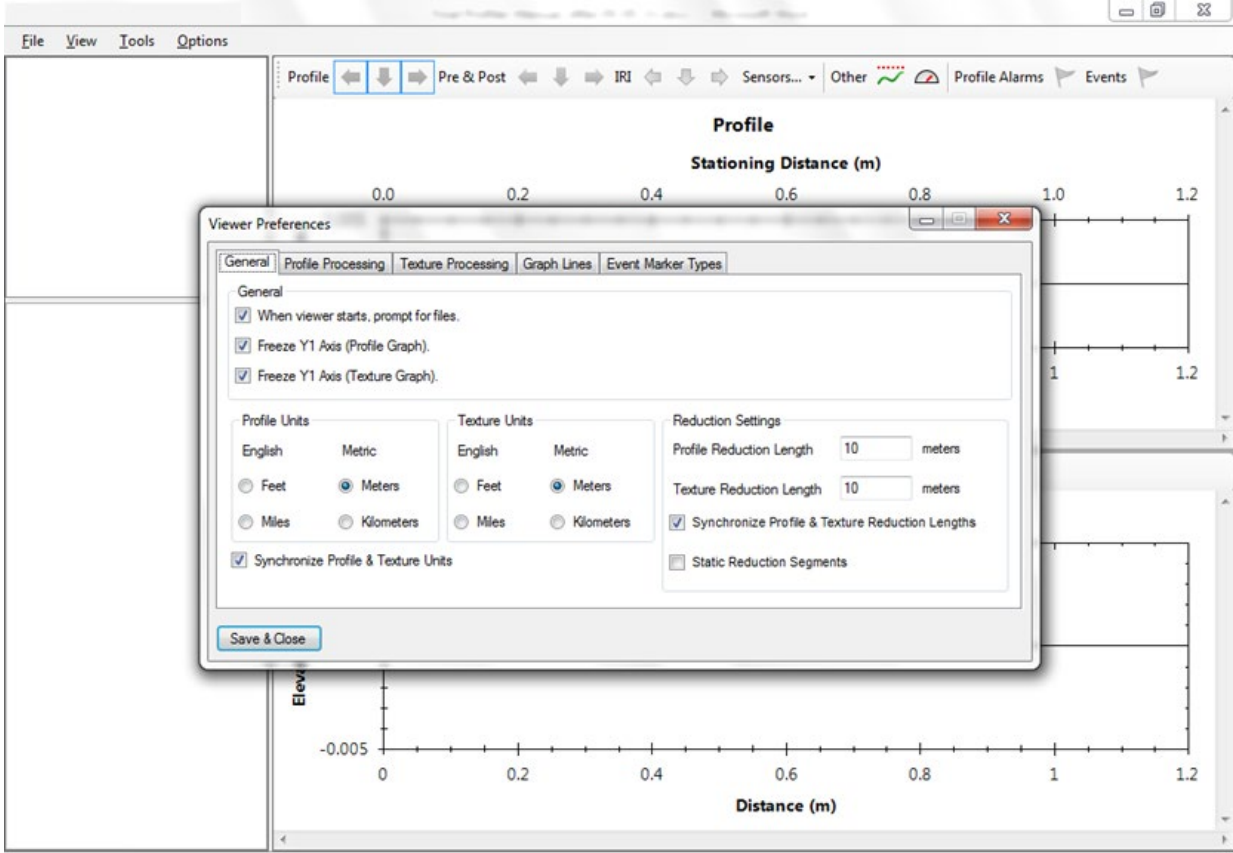 File View Tools Options
Profile Pre & Post IRI Sensors... Other Profile Alarms Events
Profile
Stationing Distance (m)
0.0 0.2 0.4 0.6 0.8 1.0 1.2
Viewer Preferences
General Profile Processing Texture Processing Graph Lines Event Marker Types
General
When viewer starts, prompt for files.
Freeze Y1 Axis (Profile Graph).
Freeze Y1 Axis (Texture Graph).
1 1.2
Profile Units Texture Units Reduction Settings
English Metric English Metric Profile Reduction Length 10 meters
Feet Meters Feet Meters Texture Reduction Length 10 meters
Miles Kilometers Miles Kilometers Synchronize Profile & Texture Reduction Lengths
Synchronize Profile & Texture Units Static Reduction Segments
Save & Close
Eleva
-0.005
0 0.2 0.4 0.6 0.8 1 1.2
Distance (m)